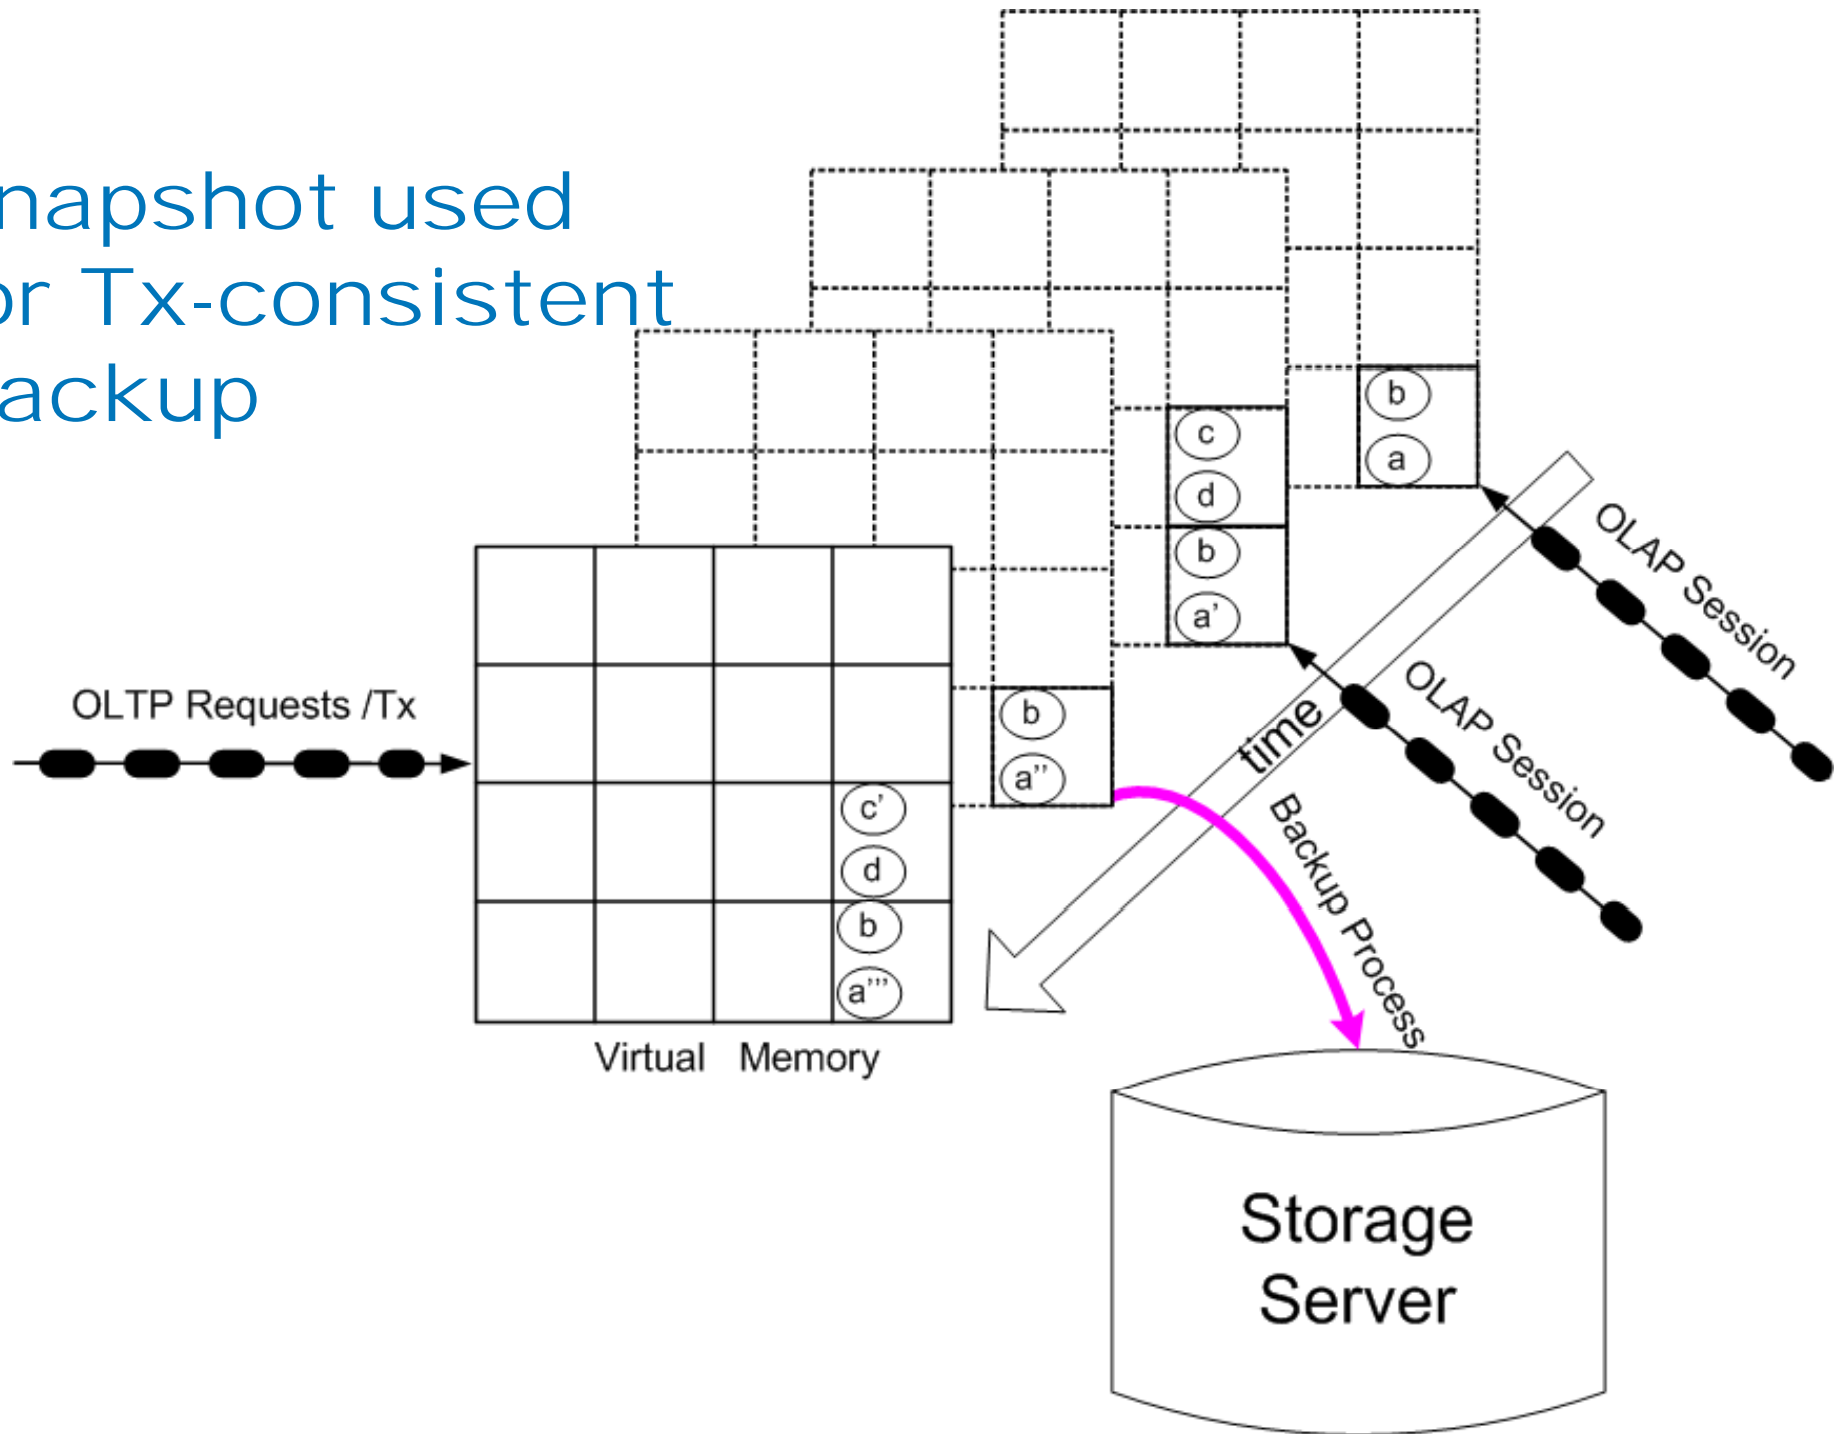 napshot used
or Tx-consistent
ackup
b
a
c
d
b
a'
OLAP Session
OLAP Session
time
OLTP Requests /Tx
b
a''
c'
d
b
a'''
Backup Process
Virtual Memory
Storage
Server